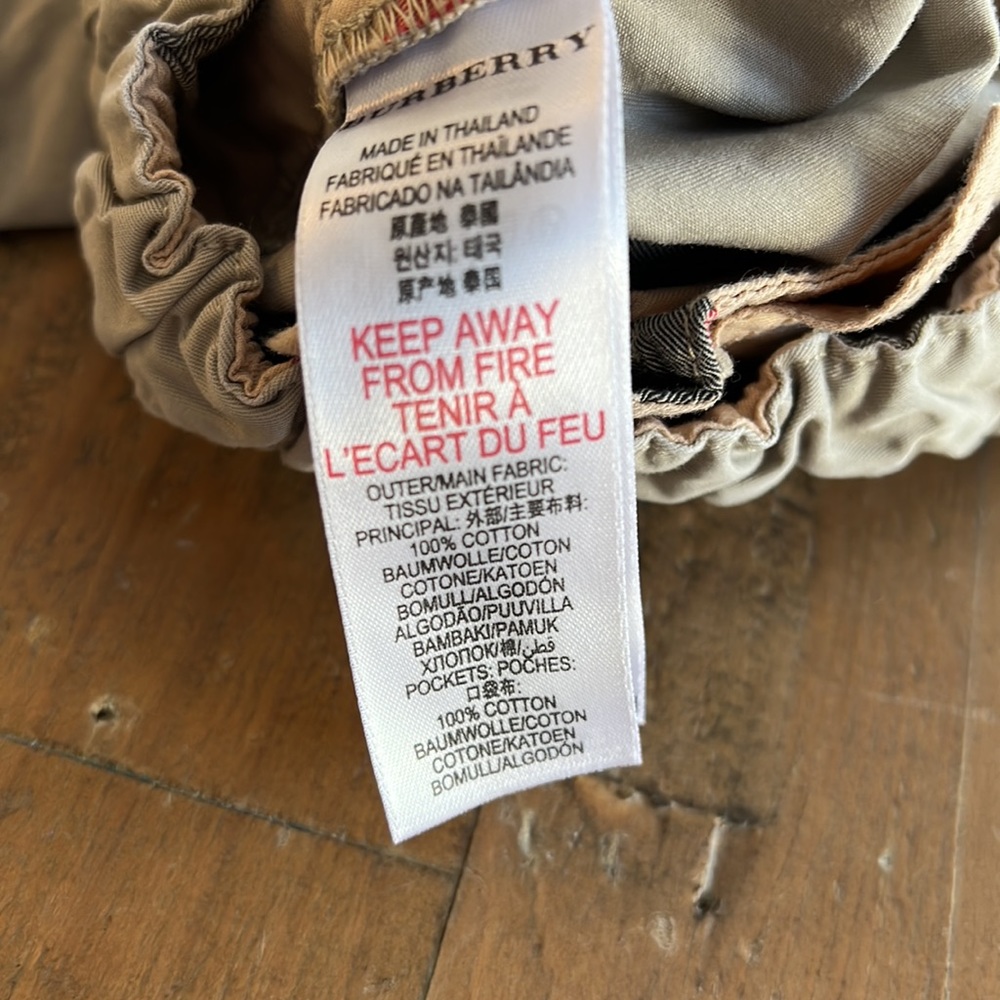 BURBERRY
MADE IN THAILAND
FABRIQUÉ EN THAÏLANDE
FABRICADO NA TAILÂNDIA
原產地 泰國
원산지: 태국
原产地 泰国
KEEP AWAY
FROM FIRE
TENIR À
L'ECART DU FEU
OUTER/MAIN FABRIC:
TISSU EXTÉRIEUR
PRINCIPAL: 外部/主要布料:
100% COTTON
BAUMWOLLE/COTON
COTONE/KATOEN
BOMULL/ALGODÓN
ALGODÃO/PUUVILLA
BAMBAKI/PAMUK
ХЛОПОК/棉/قطن
POCKETS: POCHES:
口袋布:
100% COTTON
BAUMWOLLE/COTON
COTONE/KATOEN
BOMULL/ALGODÓN